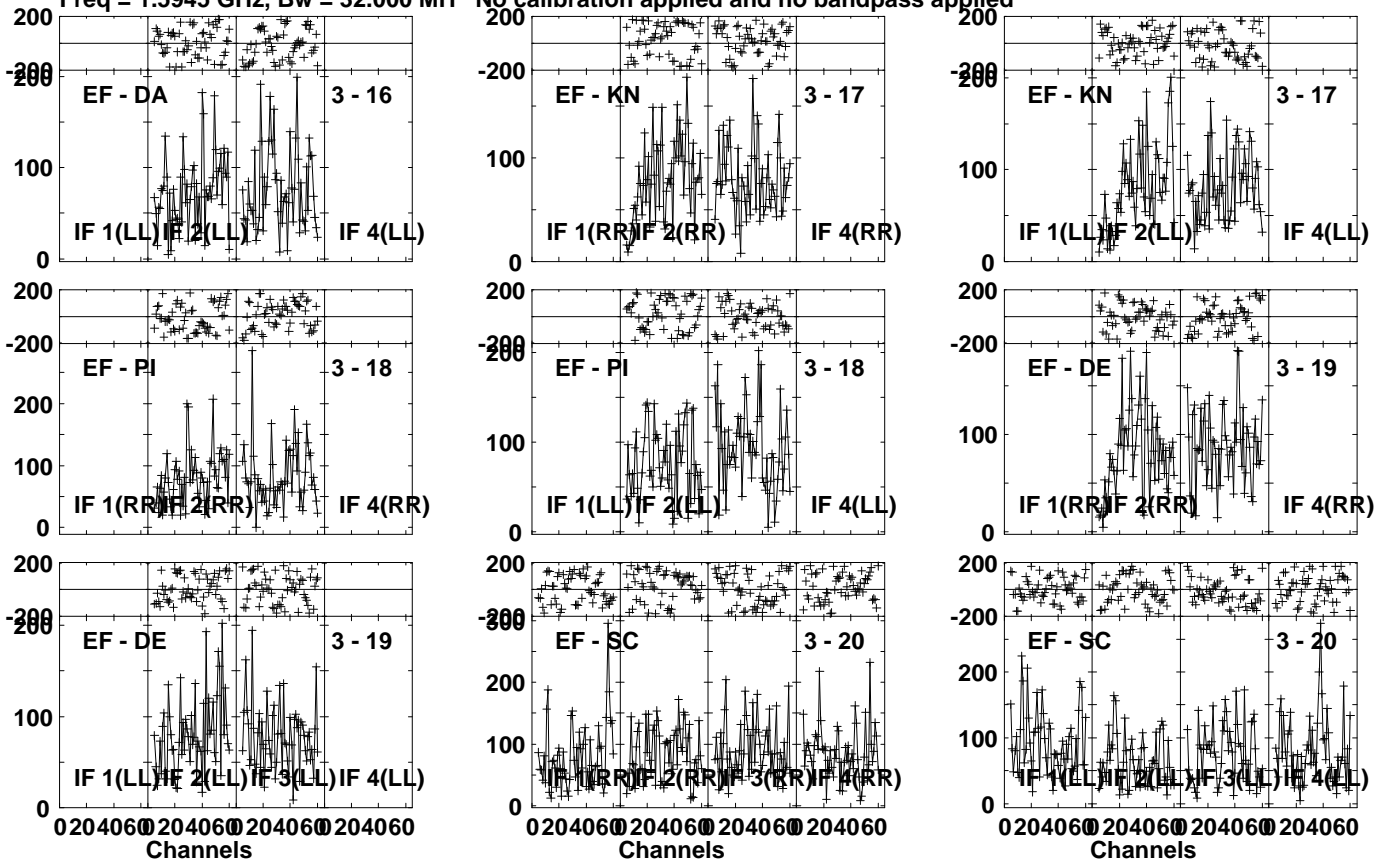 Freq = 1.5945 GHz, Bw = 32.000 MH No calibration applied and no bandpass applied
200
-200
200
100
0
EF - DA
3 - 16
IF 1(LL) IF 2(LL) IF 4(LL)
200
-200
100
0
EF - KN
3 - 17
IF 1(RR) IF 2(RR) IF 4(RR)
200
-200
200
100
0
EF - KN
3 - 17
IF 1(LL) IF 2(LL) IF 4(LL)
200
-200
200
100
0
EF - PI
3 - 18
IF 1(RR) IF 2(RR) IF 4(RR)
200
-200
200
100
0
EF - PI
3 - 18
IF 1(LL) IF 2(LL) IF 4(LL)
200
-200
100
0
EF - DE
3 - 19
IF 1(RR) IF 2(RR) IF 4(RR)
200
-200
200
100
0
EF - DE
3 - 19
IF 1(LL) IF 2(LL) IF 3(LL) IF 4(LL)
0 20 40 60 0 20 40 60 0 20 40 60 0 20 40 60
Channels
200
-200
300
200
100
0
EF - SC
3 - 20
IF 1(RR) IF 2(RR) IF 3(RR) IF 4(RR)
0 20 40 60 0 20 40 60 0 20 40 60 0 20 40 60
Channels
200
-200
200
100
0
EF - SC
3 - 20
IF 1(LL) IF 2(LL) IF 3(LL) IF 4(LL)
0 20 40 60 0 20 40 60 0 20 40 60 0 20 40 60
Channels